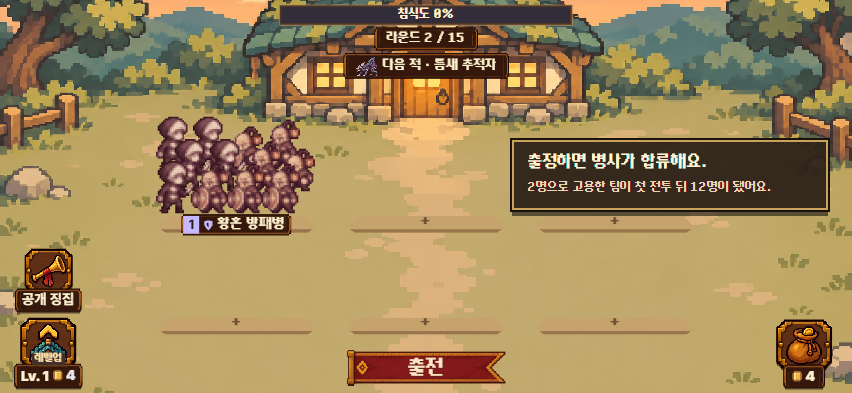 침식도 0%
라운드 2 / 15
다음 적 · 틈새 추적자
출정하면 병사가 합류해요.
2명으로 고용한 팀이 첫 전투 뒤 12명이 됐어요.
1 황혼 방패병
+
+
공개 징집
+
+
+
레벨업
Lv.1 4
출전
4